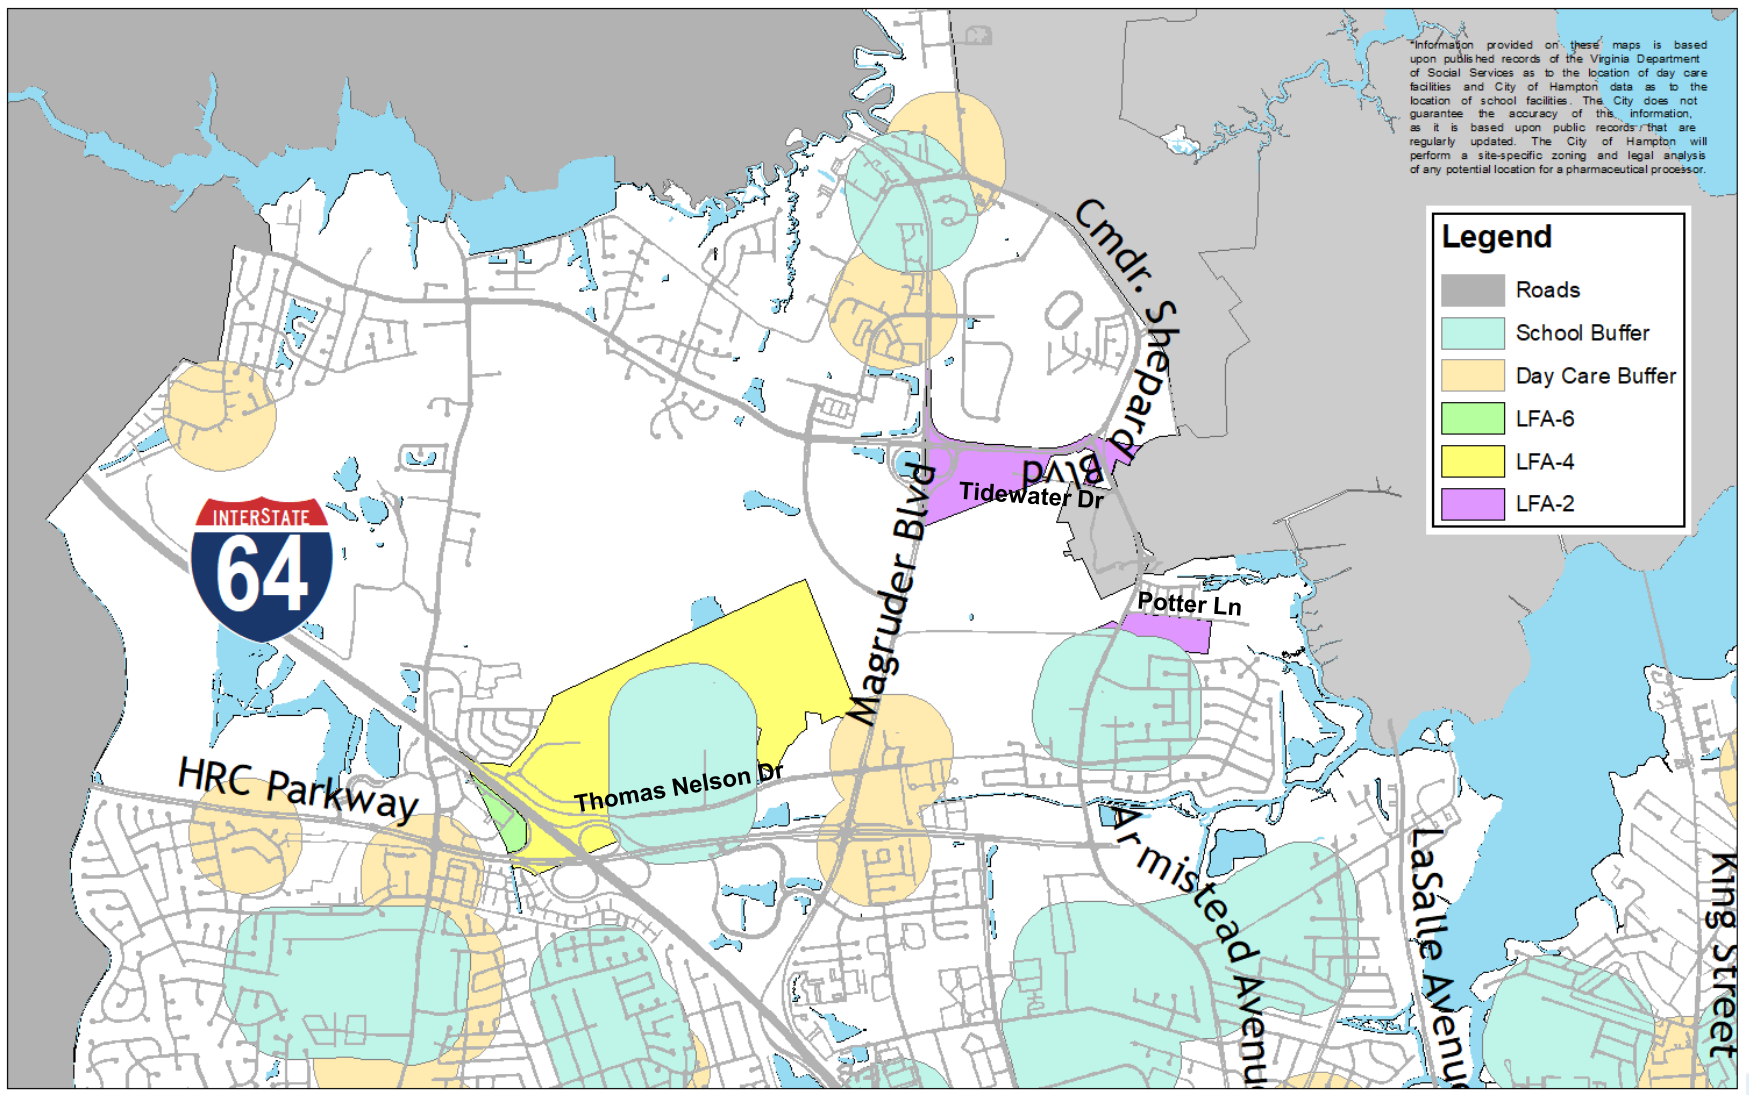 *Information provided on these maps is based
upon published records of the Virginia Department
of Social Services as to the location of day care
facilities and City of Hampton data as to the
location of school facilities. The City does not
guarantee the accuracy of this information,
as it is based upon public records that are
regularly updated. The City of Hampton will
perform a site-specific zoning and legal analysis
of any potential location for a pharmaceutical processor.
Legend
Roads
School Buffer
Day Care Buffer
LFA-6
LFA-4
LFA-2
Cmdr. Shepard Blvd
Tidewater Dr
Magruder Blvd
INTERSTATE
64
Potter Ln
HRC Parkway
Thomas Nelson Dr
Armistead Avenu
LaSalle Avenu
King Street